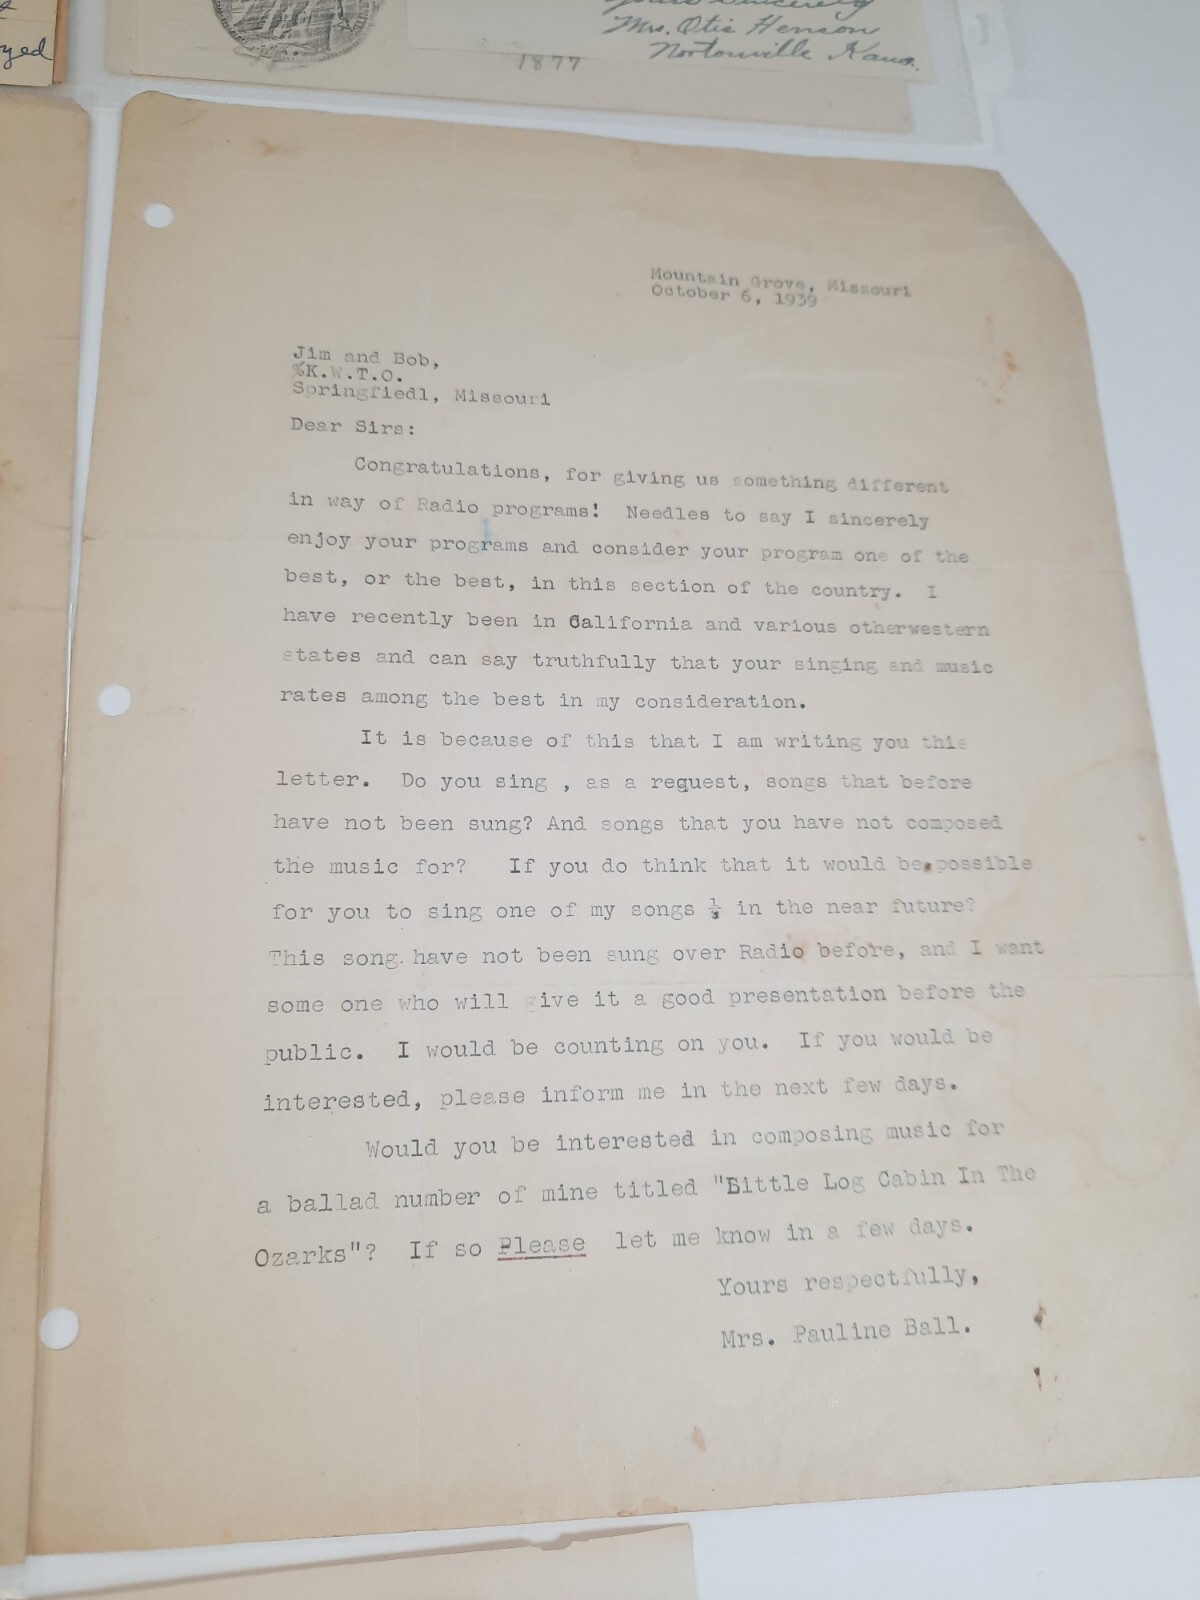 yed
Yours Sincerely
Mrs. Otis Henson
Nortonville Kans.
1877
Mountain Grove, Missouri
October 6, 1939
Jim and Bob,
%K.W.T.O.
Springfiedl, Missouri
Dear Sirs:
Congratulations, for giving us something different
in way of Radio programs! Needles to say I sincerely
enjoy your programs and consider your program one of the
best, or the best, in this section of the country. I
have recently been in California and various otherwestern
states and can say truthfully that your singing and music
rates among the best in my consideration.
It is because of this that I am writing you this
letter. Do you sing , as a request, songs that before
have not been sung? And songs that you have not composed
the music for? If you do think that it would be possible
for you to sing one of my songs in the near future?
This song have not been sung over Radio before, and I want
some one who will give it a good presentation before the
public. I would be counting on you. If you would be
interested, please inform me in the next few days.
Would you be interested in composing music for
a ballad number of mine titled "Little Log Cabin In The
Ozarks"? If so Please let me know in a few days.
Yours respectfully,
Mrs. Pauline Ball.